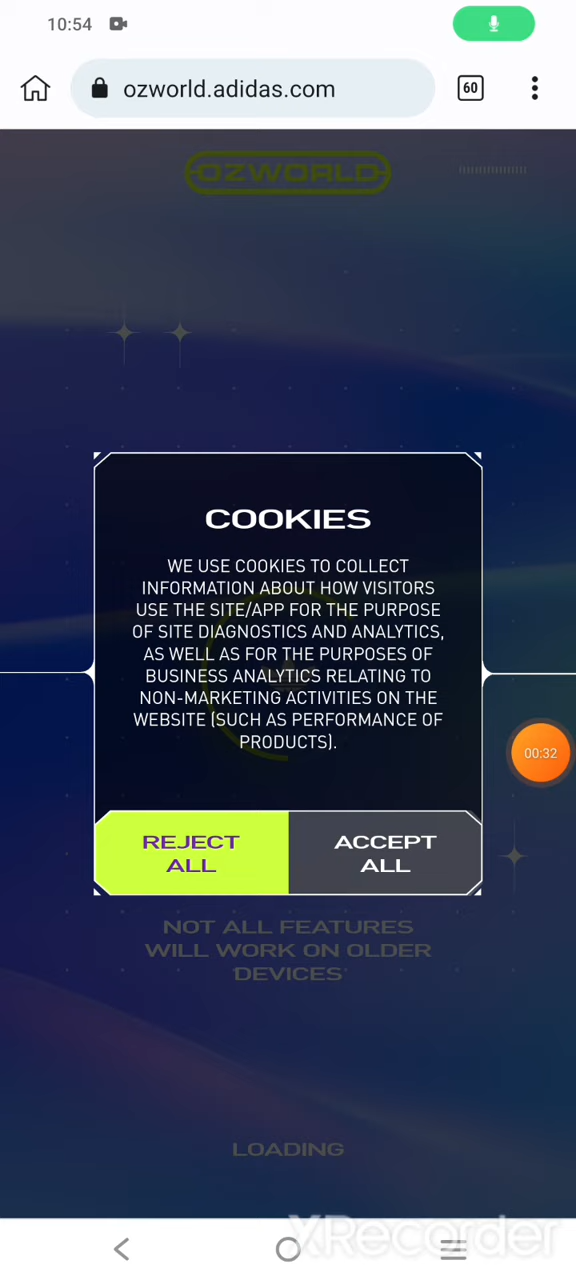 10:54
ozworld.adidas.com
60
OZWORLD
COOKIES
WE USE COOKIES TO COLLECT
INFORMATION ABOUT HOW VISITORS
USE THE SITE/APP FOR THE PURPOSE
OF SITE DIAGNOSTICS AND ANALYTICS,
AS WELL AS FOR THE PURPOSES OF
BUSINESS ANALYTICS RELATING TO
NON-MARKETING ACTIVITIES ON THE
WEBSITE (SUCH AS PERFORMANCE OF
PRODUCTS).
00:32
REJECT
ALL
ACCEPT
ALL
NOT ALL FEATURES
WILL WORK ON OLDER
DEVICES
LOADING
XRecorder